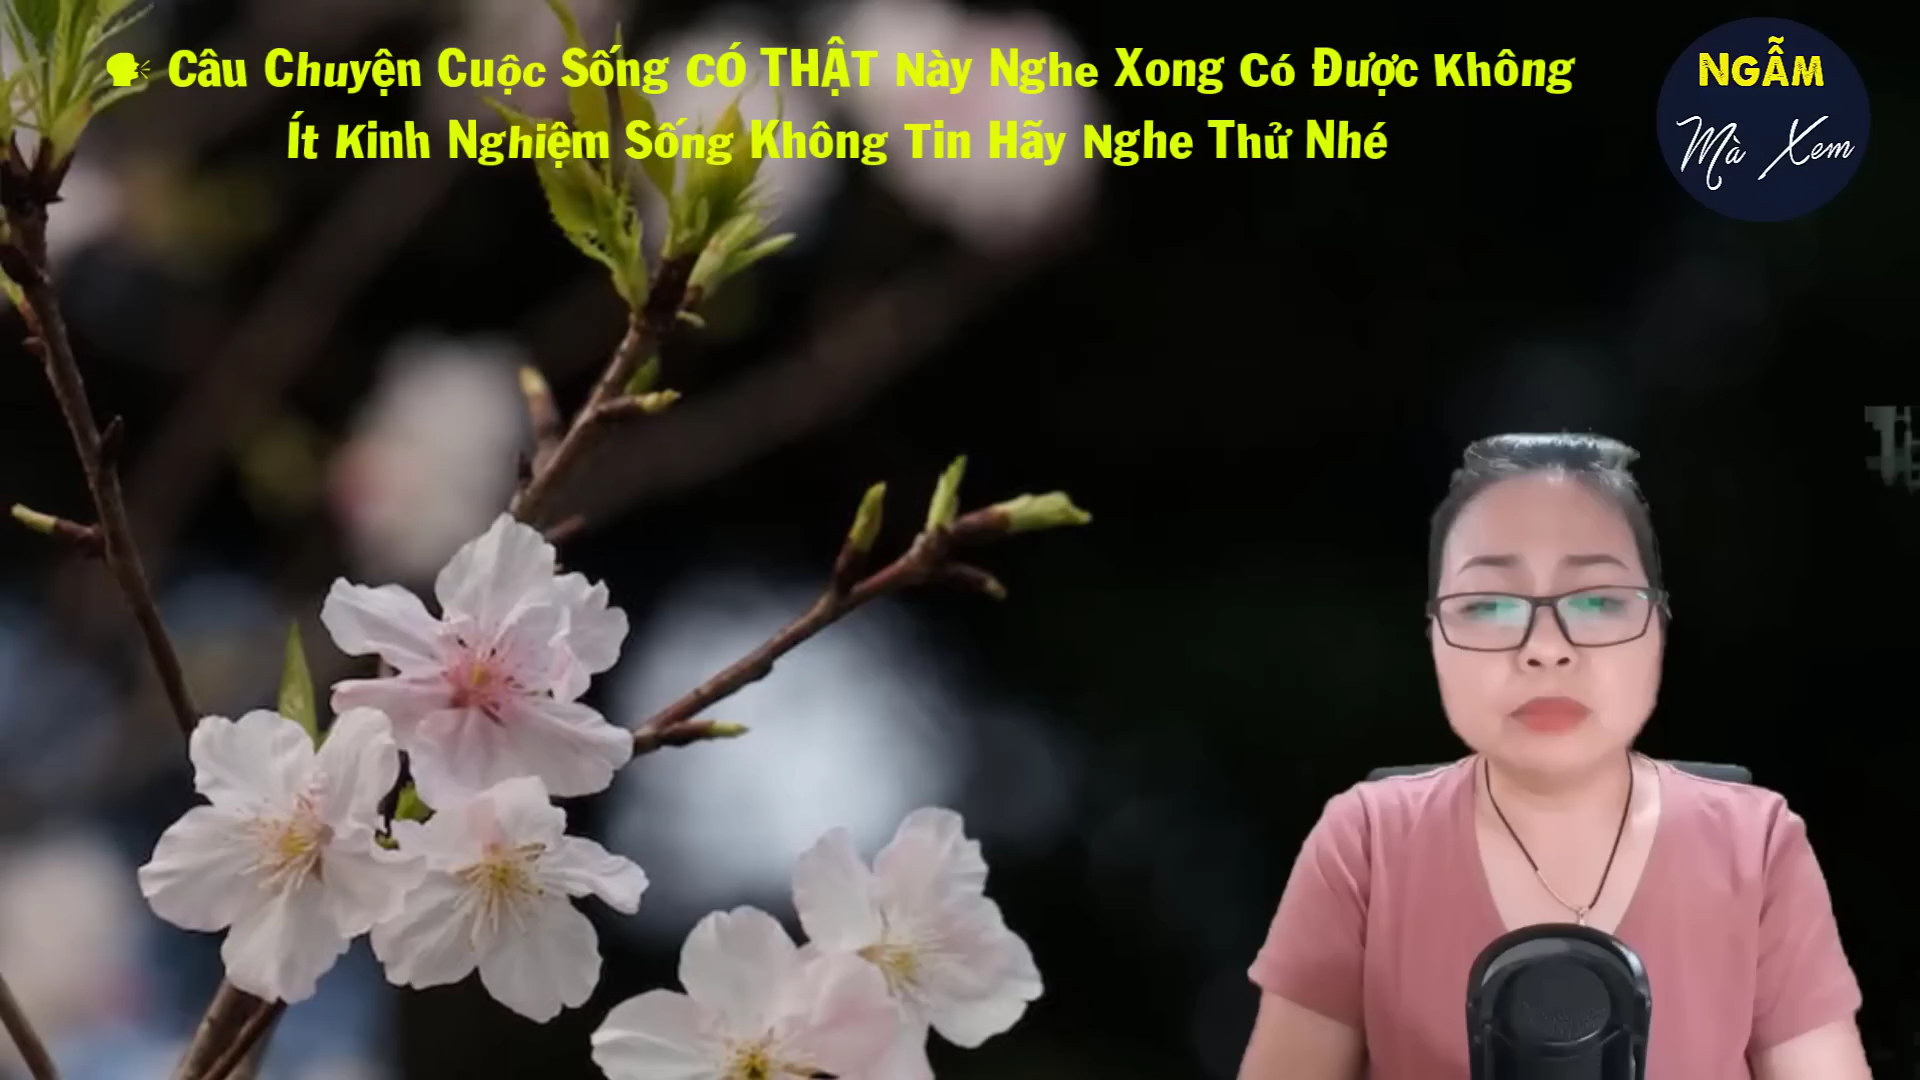 🗣 Câu Chuyện Cuộc Sống CÓ THẬT Này Nghe Xong Có Được Không
Ít Kinh Nghiệm Sống Không Tin Hãy Nghe Thử Nhé
NGẪM
Mà Xem